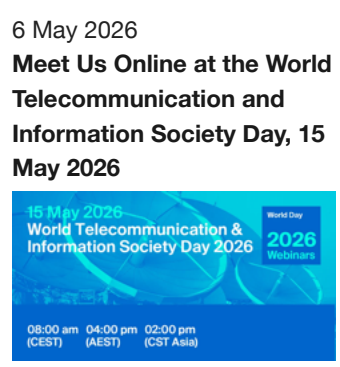 6 May 2026
Meet Us Online at the World
Telecommunication and
Information Society Day, 15
May 2026
15 May 2026
World Telecommunication &
Information Society Day 2026
World Day
2026
Webinars
08:00 am 04:00 pm 02:00 pm
(CEST) (AEST) (CST Asia)